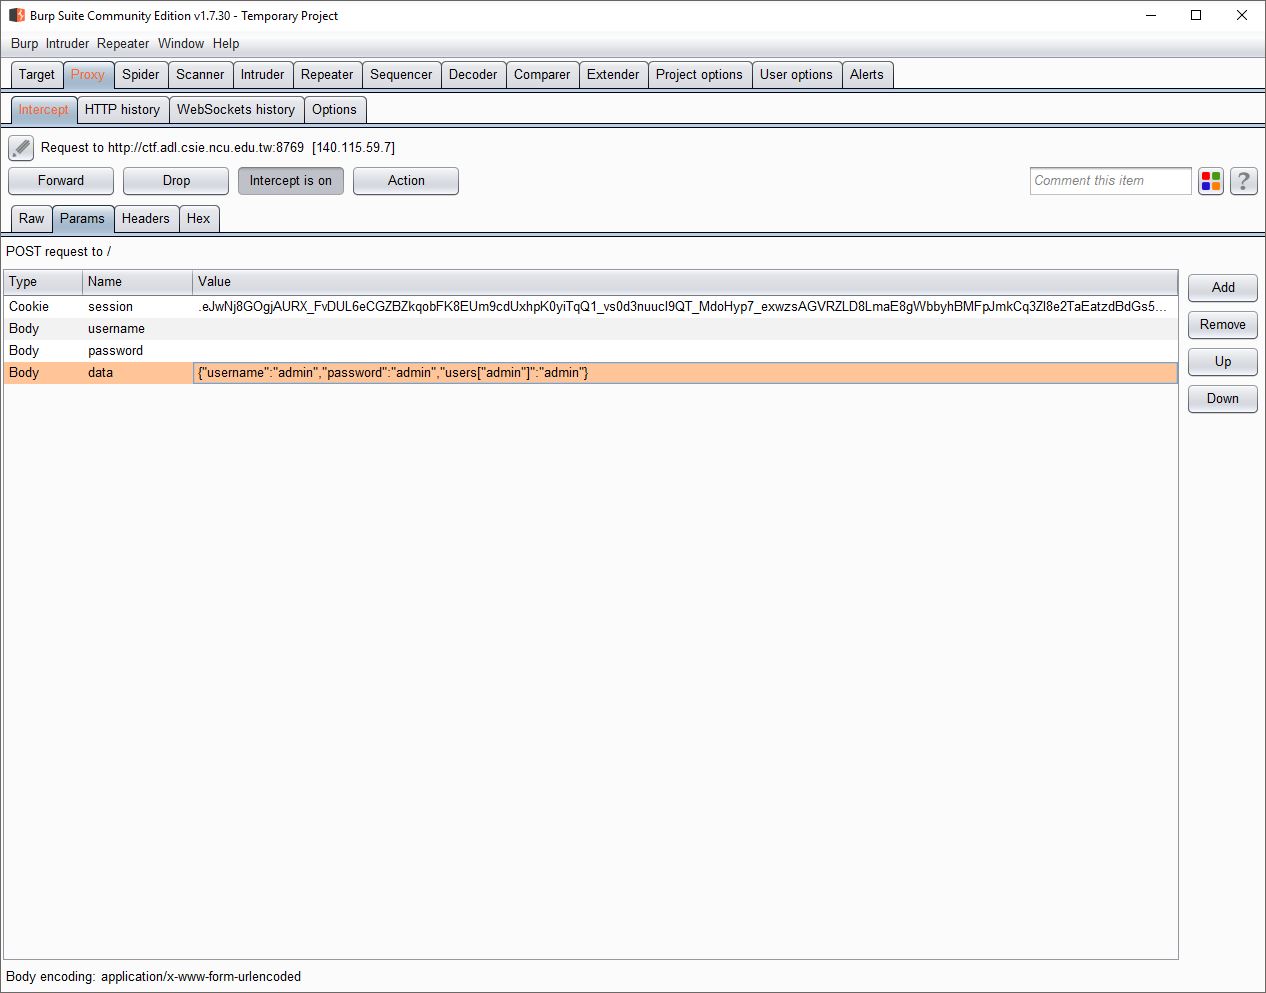 Burp Suite Community Edition v1.7.30 - Temporary Project
Burp Intruder Repeater Window Help
Target Proxy Spider Scanner Intruder Repeater Sequencer Decoder Comparer Extender Project options User options Alerts
Intercept HTTP history WebSockets history Options
Request to http://ctf.adl.csie.ncu.edu.tw:8769 [140.115.59.7]
Forward Drop Intercept is on Action Comment this item ?
Raw Params Headers Hex
POST request to /
Type Name Value
Add
Cookie session
Body username
Remove
Body password
Up
Body data {"username":"admin","password":"admin","users["admin"]":"admin"}
Down
Body encoding: application/x-www-form-urlencoded